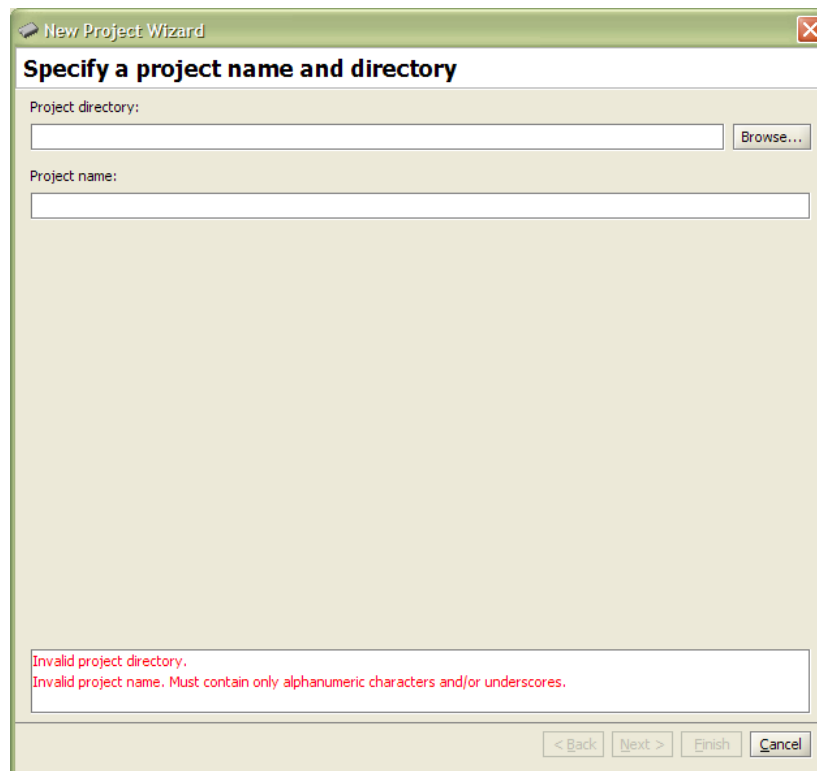 New Project Wizard
Specify a project name and directory
Project directory:
Browse...
Project name:
Invalid project directory.
Invalid project name. Must contain only alphanumeric characters and/or underscores.
< Back Next > Finish Cancel